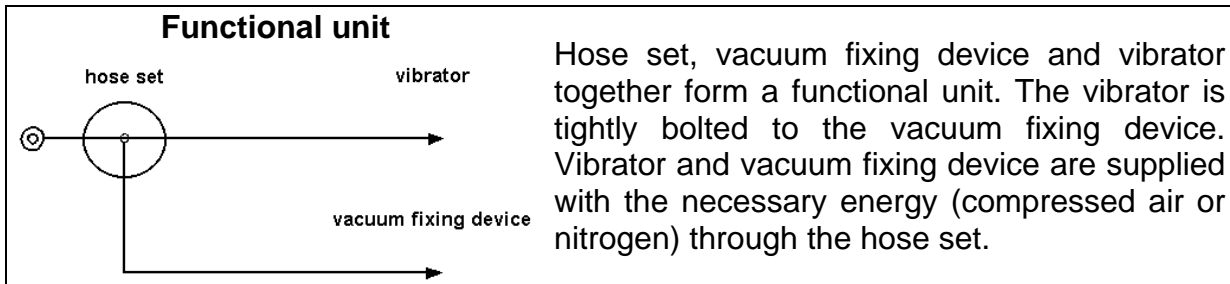 Functional unit
hose set
vibrator
vacuum fixing device
Hose set, vacuum fixing device and vibrator
together form a functional unit. The vibrator is
tightly bolted to the vacuum fixing device.
Vibrator and vacuum fixing device are supplied
with the necessary energy (compressed air or
nitrogen) through the hose set.